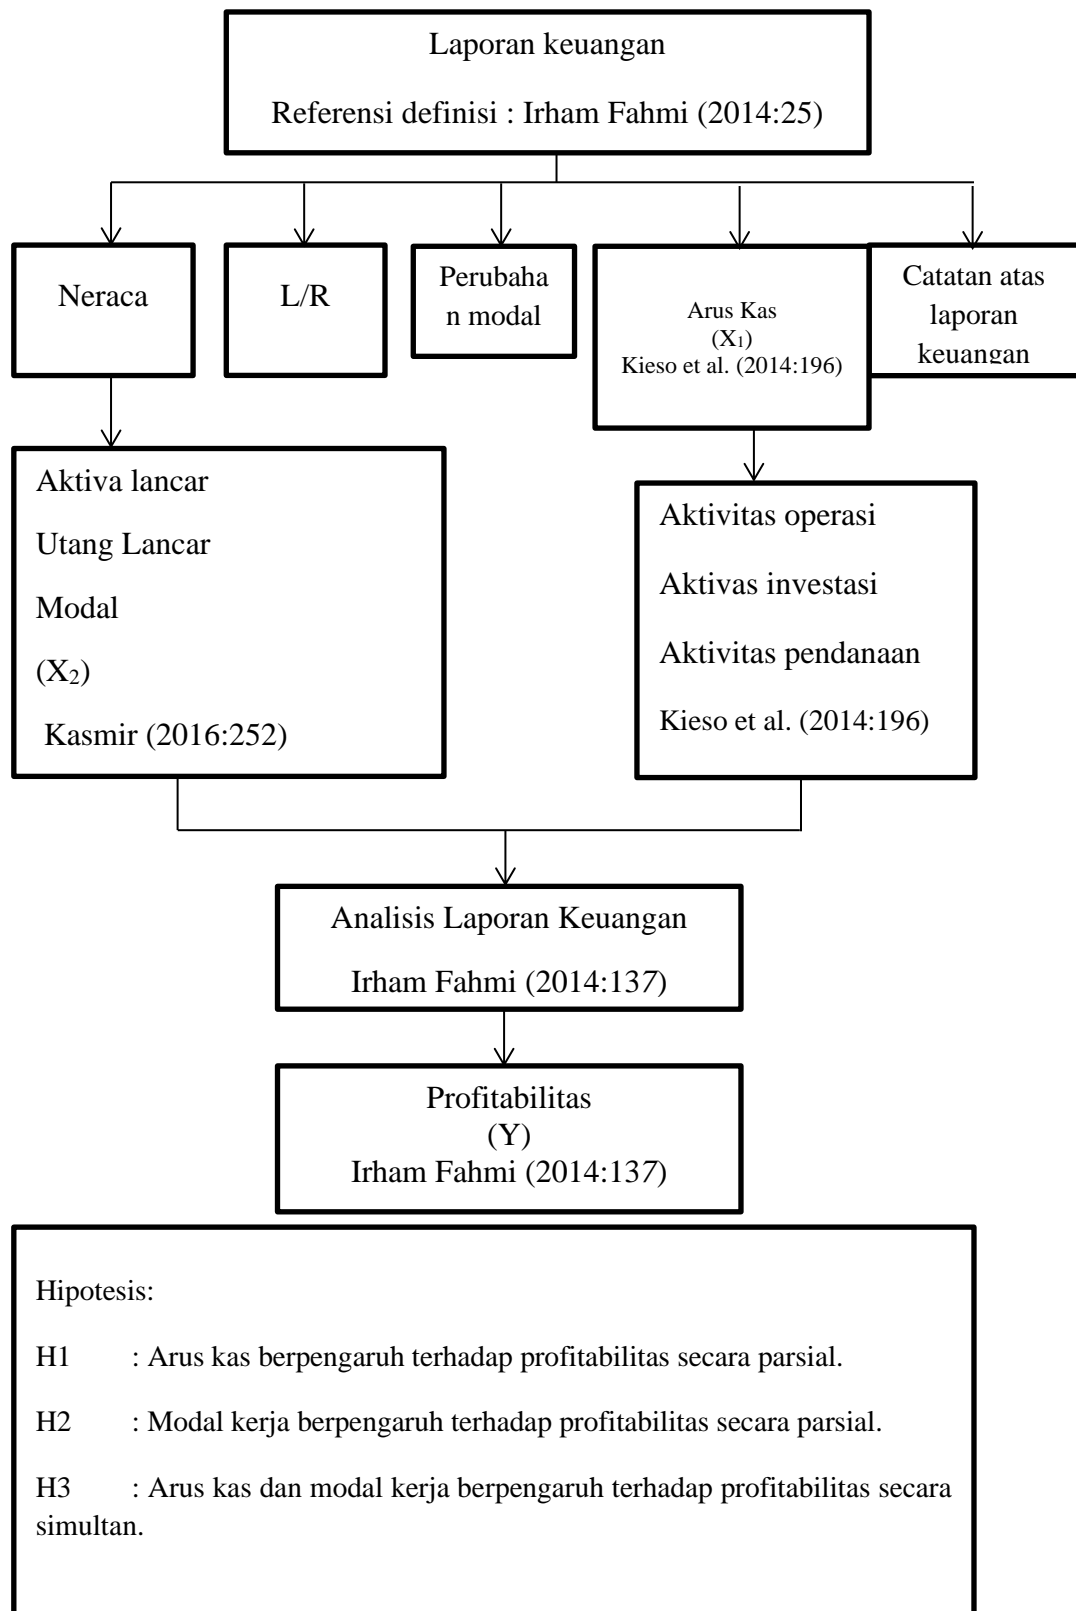 Laporan keuangan
Referensi definisi : Irham Fahmi (2014:25)
Neraca
L/R
Perubaha
n modal
Arus Kas
(X₁)
Kieso et al. (2014:196)
Catatan atas
laporan
keuangan
Aktiva lancar
Utang Lancar
Modal
(X₂)
Kasmir (2016:252)
Aktivitas operasi
Aktivas investasi
Aktivitas pendanaan
Kieso et al. (2014:196)
Analisis Laporan Keuangan
Irham Fahmi (2014:137)
Profitabilitas
(Y)
Irham Fahmi (2014:137)
Hipotesis:
H1 : Arus kas berpengaruh terhadap profitabilitas secara parsial.
H2 : Modal kerja berpengaruh terhadap profitabilitas secara parsial.
H3 : Arus kas dan modal kerja berpengaruh terhadap profitabilitas secara
simultan.